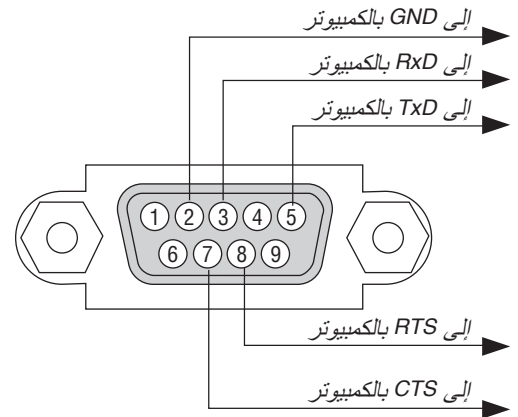 إلى GND بالكمبيوتر
إلى RxD بالكمبيوتر
إلى TxD بالكمبيوتر
1 2 3 4 5
6 7 8 9
إلى RTS بالكمبيوتر
إلى CTS بالكمبيوتر